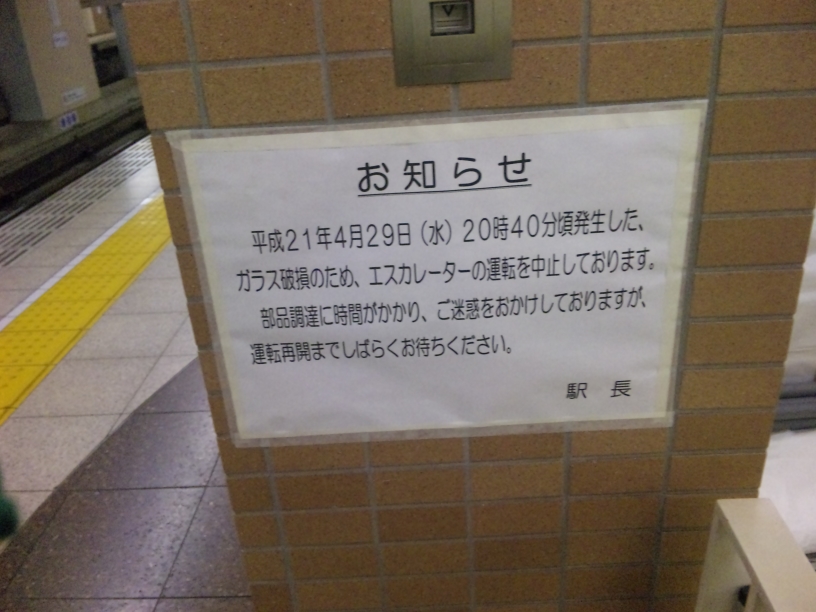 お知らせ
平成21年4月29日（水）20時40分頃発生した、
ガラス破損のため、エスカレーターの運転を中止しております。
部品調達に時間がかかり、ご迷惑をおかけしておりますが、
運転再開までしばらくお待ちください。
駅　長